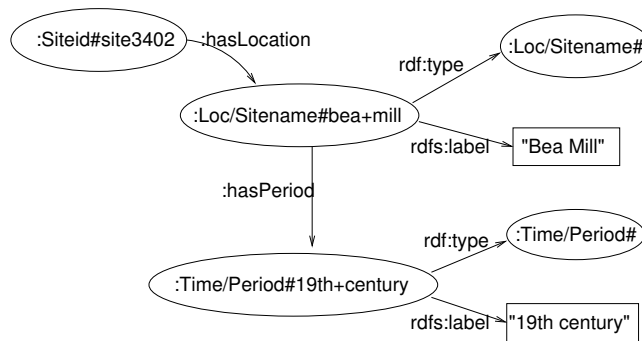 :Siteid#site3402
:hasLocation
:Loc/Sitename#
rdf:type
:Loc/Sitename#bea+mill
rdfs:label
"Bea Mill"
:hasPeriod
:Time/Period#
rdf:type
:Time/Period#19th+century
rdfs:label
"19th century"